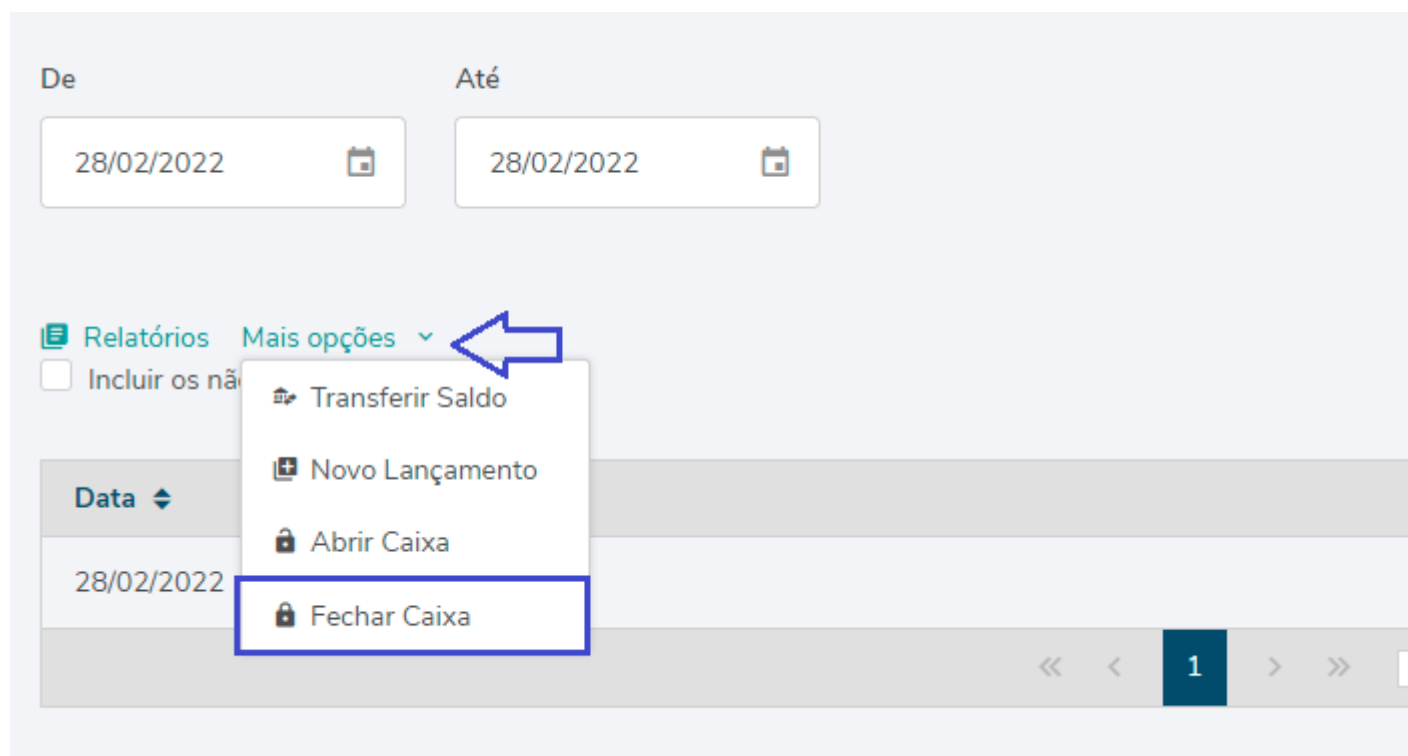 De Até
28/02/2022 28/02/2022
Relatórios Mais opções
Incluir os
Transferir Saldo
Novo Lançamento
Data
Abrir Caixa
28/02/2022
Fechar Caixa
« < 1 > »